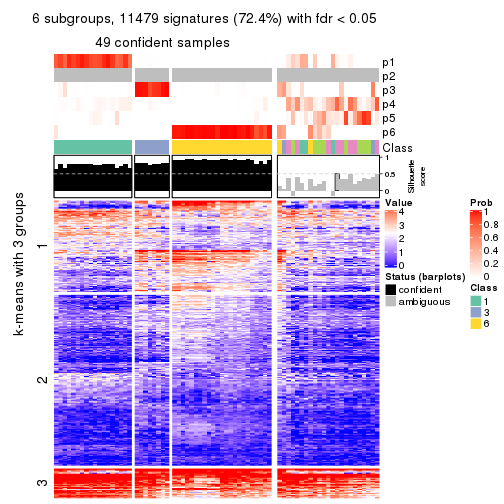 6 subgroups, 11479 signatures (72.4%) with fdr < 0.05
49 confident samples
p1
p2
p3
p4
p5
p6
Class
1
0.5
0
Silhouette
score
k-means with 3 groups
1
2
3
Value
4
3
2
1
0
Status (barplots)
confident
ambiguous
Prob
1
0.8
0.6
0.4
0.2
0
Class
1
3
6